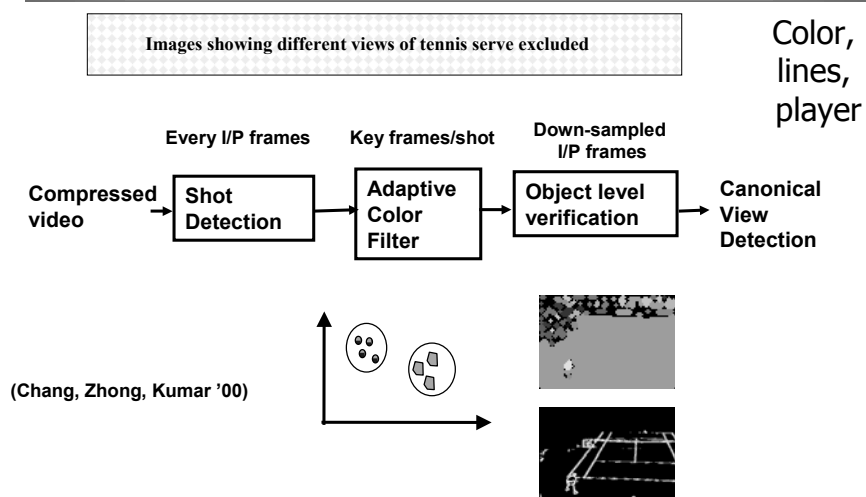 Images showing different views of tennis serve excluded
Color,
lines,
player
Every I/P frames
Key frames/shot
Down-sampled
I/P frames
Compressed
video
Shot
Detection
Adaptive
Color
Filter
Object level
verification
Canonical
View
Detection
(Chang, Zhong, Kumar '00)